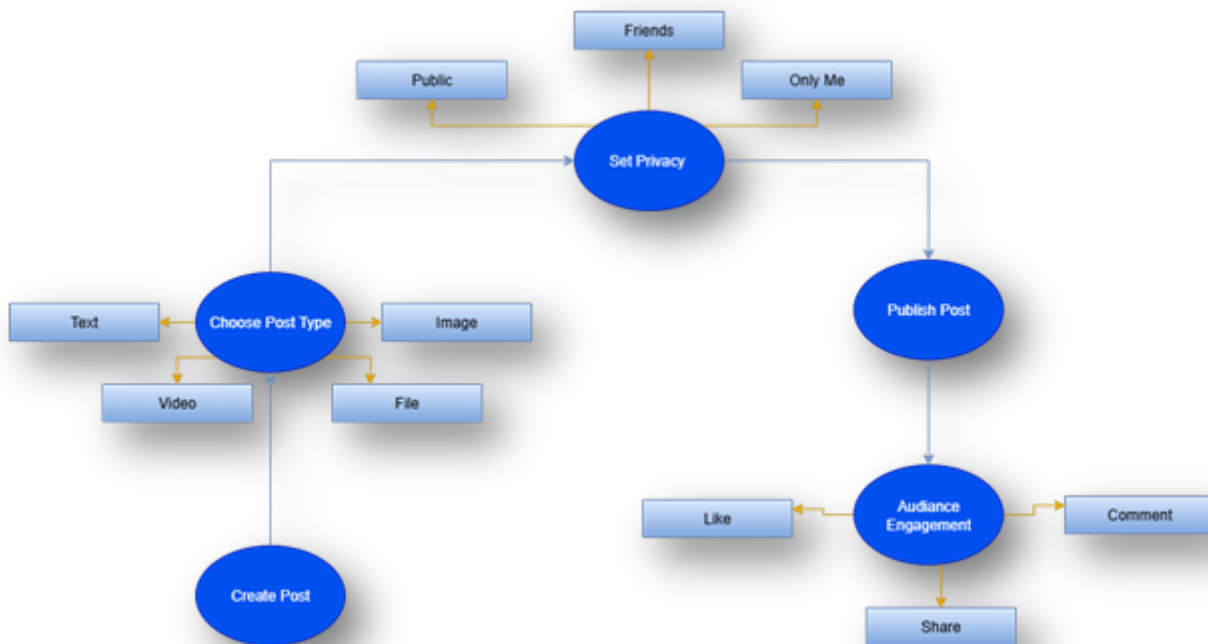 Friends
Public
Only Me
Set Privacy
Choose Post Type
Text
Image
Video
File
Create Post
Publish Post
Audiance
Engagement
Like
Comment
Share